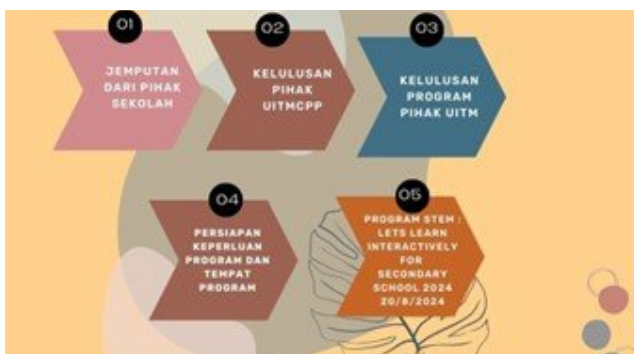 01
JEMPUTAN
DARI PIHAK
SEKOLAH
02
KELULUSAN
PIHAK
UITMCPP
03
KELULUSAN
PROGRAM
PIHAK UITM
04
PERSIAPAN
KEPERLUAN
PROGRAM DAN
TEMPAT
PROGRAM
05
PROGRAM STEM :
LETS LEARN
INTERACTIVELY
FOR
SECONDARY
SCHOOL 2024
20/8/2024